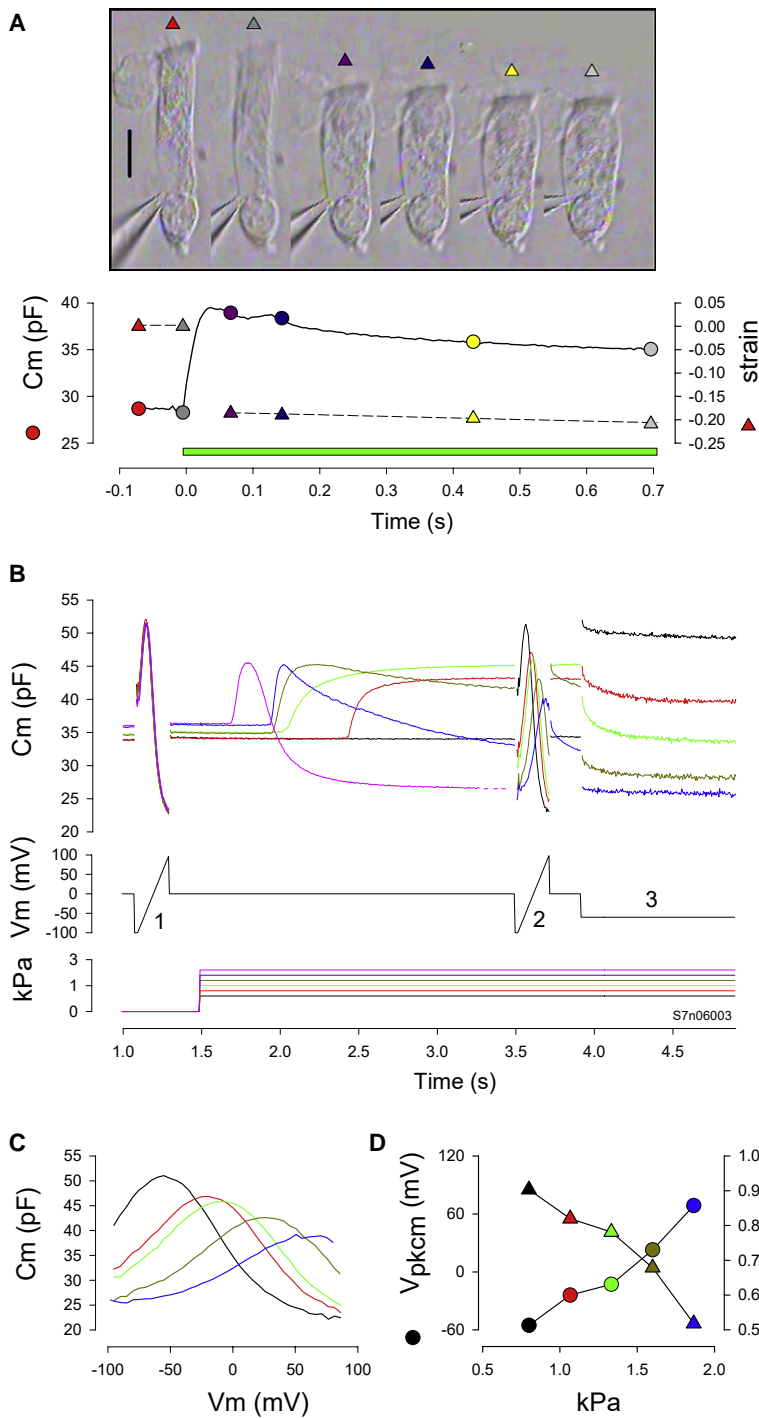 A
40
35
30
25
Cm (pF)
0.05
0.00
-0.05
-0.10
-0.15
-0.20
-0.25
strain
-0.1 0.0 0.1 0.2 0.3 0.4 0.5 0.6 0.7
Time (s)
B
55
50
45
40
35
30
25
20
Cm (pF)
100
50
0
-50
-100
Vm (mV)
1 2 3
3
1
0
kPa
S7n06003
1.0 1.5 2.0 2.5 3.0 3.5 4.0 4.5
Time (s)
C
55
50
45
40
35
30
25
20
Cm (pF)
-100 -50 0 50 100
Vm (mV)
D
120
60
0
-60
Vpkcm (mV)
1.0
0.9
0.8
0.7
0.6
0.5
0.5 1.0 1.5 2.0
kPa